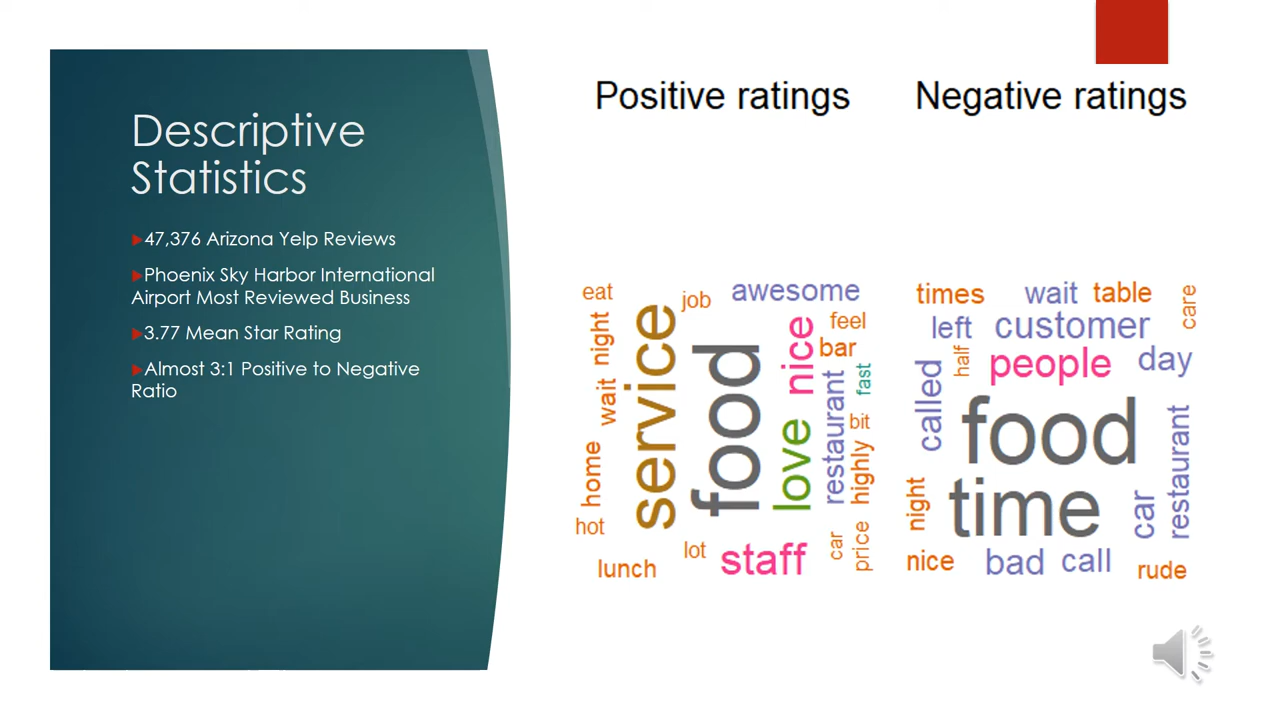 Descriptive
Statistics
47,376 Arizona Yelp Reviews
Phoenix Sky Harbor International
Airport Most Reviewed Business
3.77 Mean Star Rating
Almost 3:1 Positive to Negative
Ratio
Positive ratings
eat
job
awesome
night
service
food
nice
feel
bar
fast
wait
love
restaurant
bit
highly
home
hot
lunch
lot
staff
car
price
Negative ratings
times
wait
table
care
left
customer
half
people
day
called
food
restaurant
night
time
car
nice
bad
call
rude